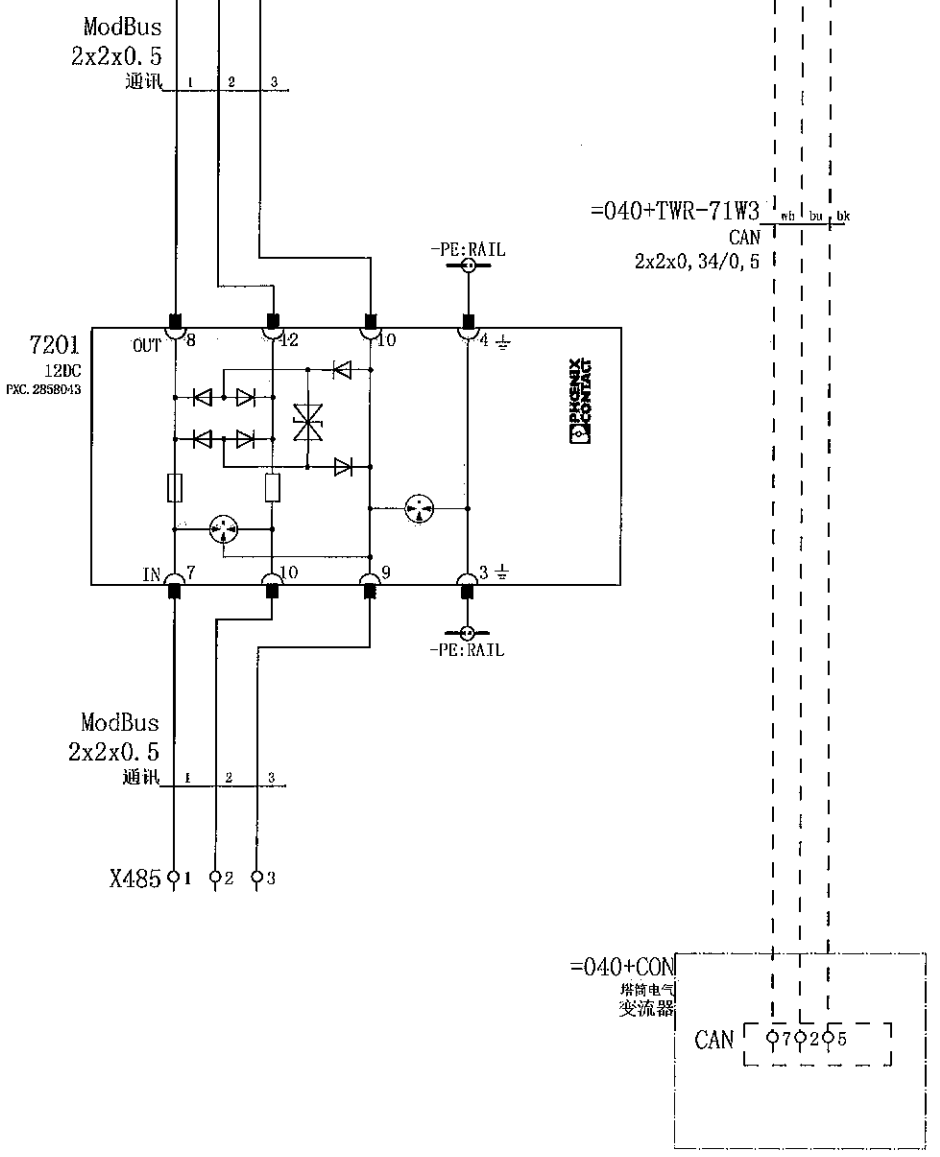 ModBus
2x2x0.5
通讯 1 2 3
=040+TWR-71W3 wh bu bk
CAN
2x2x0,34/0,5
-PE:RAIL
7201
12DC
PXC.2858043
OUT 8 12 10 4
PHŒNIX
CONTACT
IN 7 10 9 3
-PE:RAIL
ModBus
2x2x0.5
通讯 1 2 3
X485 1 2 3
=040+CON
塔筒电气
变流器
CAN 7 2 5